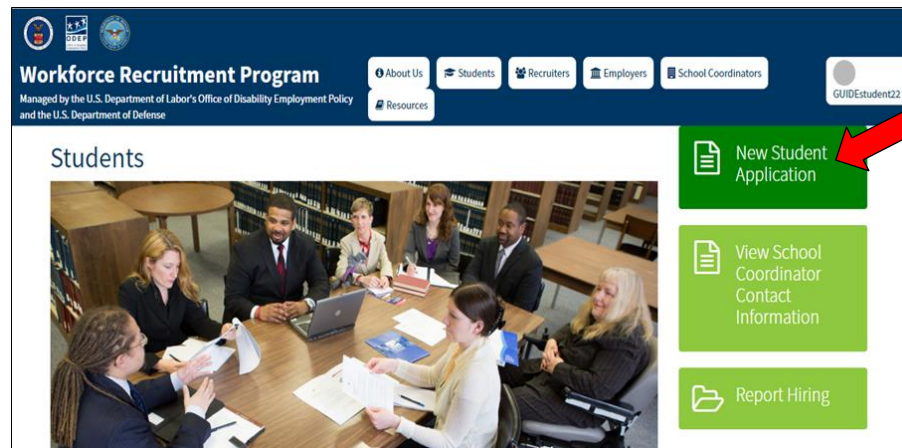 ODEP
Workforce Recruitment Program
Managed by the U.S. Department of Labor's Office of Disability Employment Policy
and the U.S. Department of Defense
About Us
Students
Recruiters
Employers
School Coordinators
Resources
GUIDEstudent22
Students
New Student
Application
View School
Coordinator
Contact
Information
Report Hiring